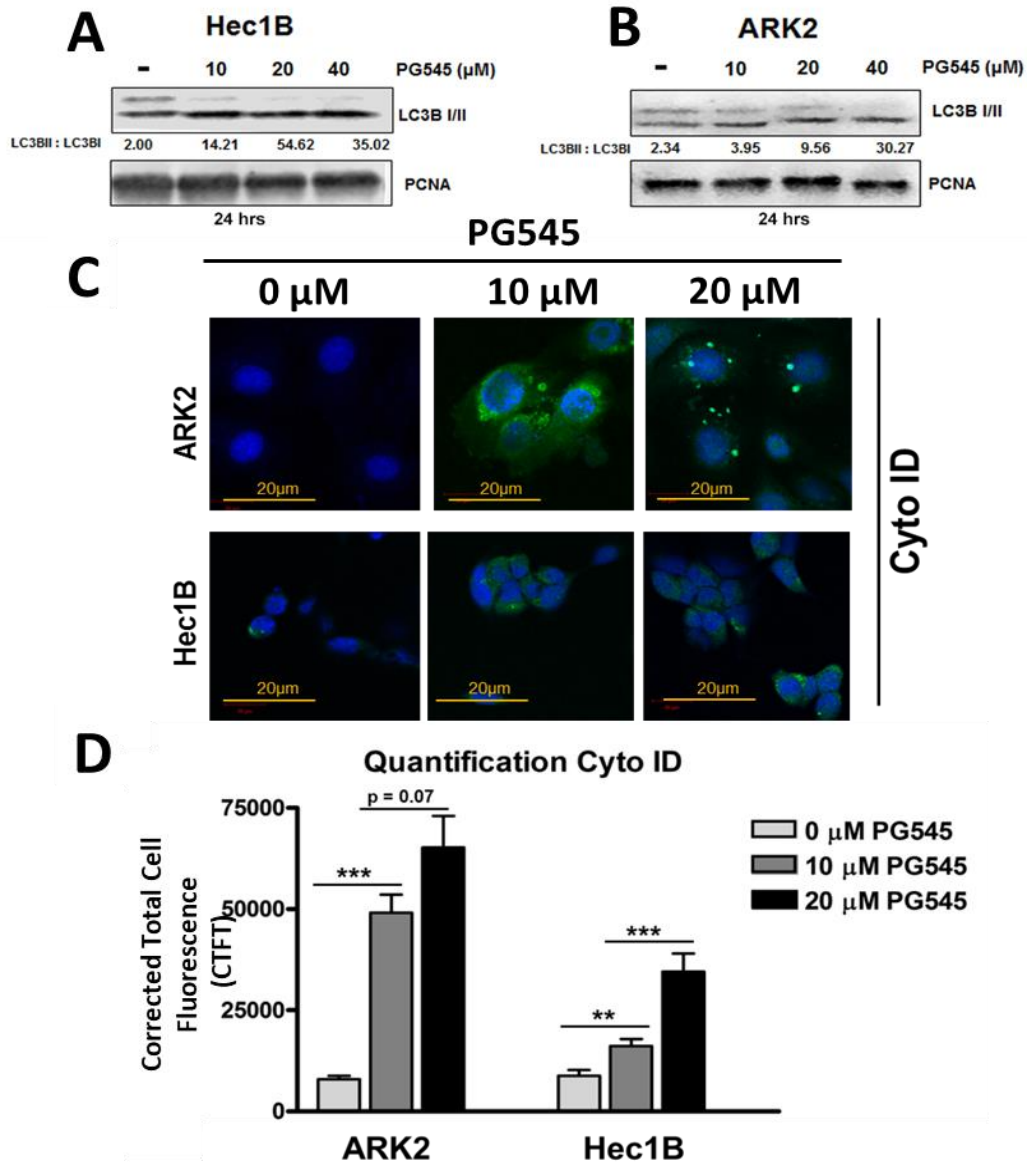 A
Hec1B
– 10 20 40 PG545 (µM)
LC3B I/II
LC3BII : LC3BI 2.00 14.21 54.62 35.02
PCNA
24 hrs
B
ARK2
– 10 20 40 PG545 (µM)
LC3B I/II
LC3BII : LC3BI 2.34 3.95 9.56 30.27
PCNA
24 hrs
C
PG545
0 µM 10 µM 20 µM
ARK2
20µm 20µm 20µm
Hec1B
20µm 20µm 20µm
Cyto ID
D
Quantification Cyto ID
Corrected Total Cell
Fluorescence
(CTFT)
75000
50000
25000
0
p = 0.07
***
***
**
0 µM PG545
10 µM PG545
20 µM PG545
ARK2 Hec1B